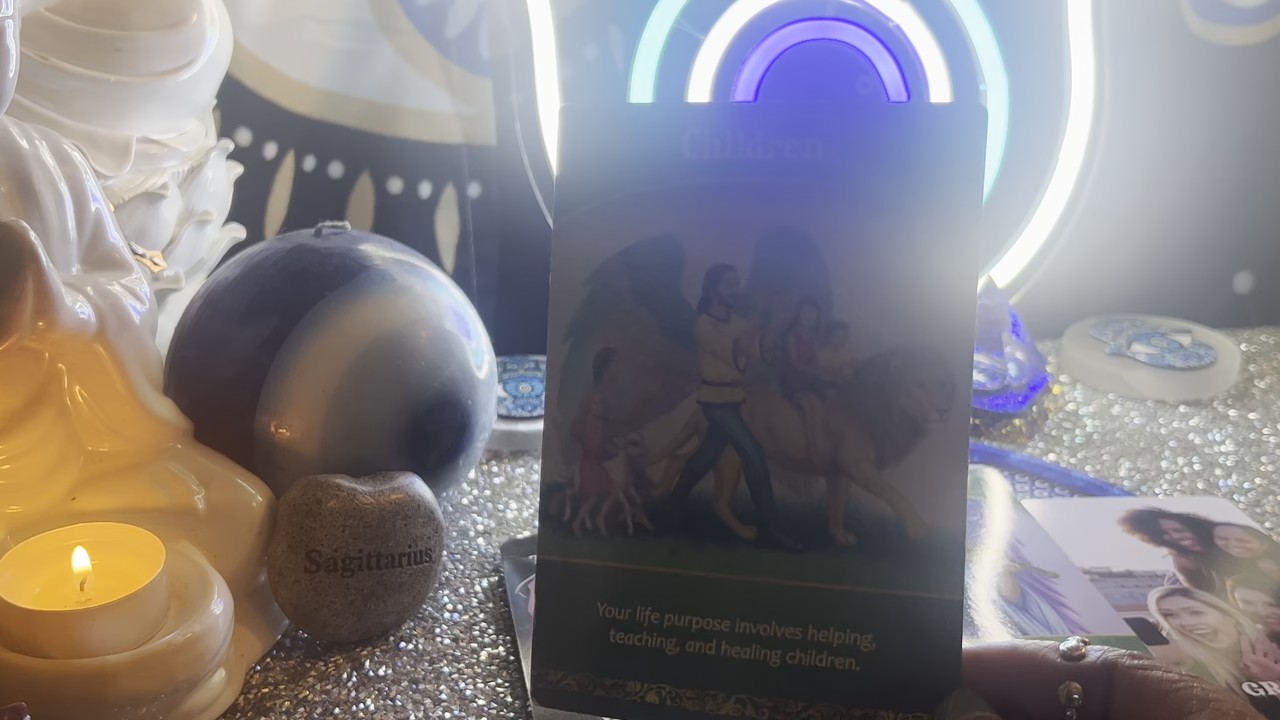 Children
Sagittarius
Your life purpose involves helping,
teaching, and healing children.